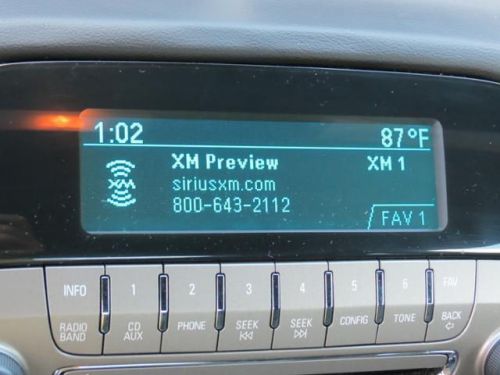 1:02 87°F
XM Preview XM 1
XM siriusxm.com
800-643-2112
FAV 1
INFO 1 2 3 4 5 6 FAV
RADIO BAND CD AUX PHONE SEEK SEEK CONFIG TONE BACK